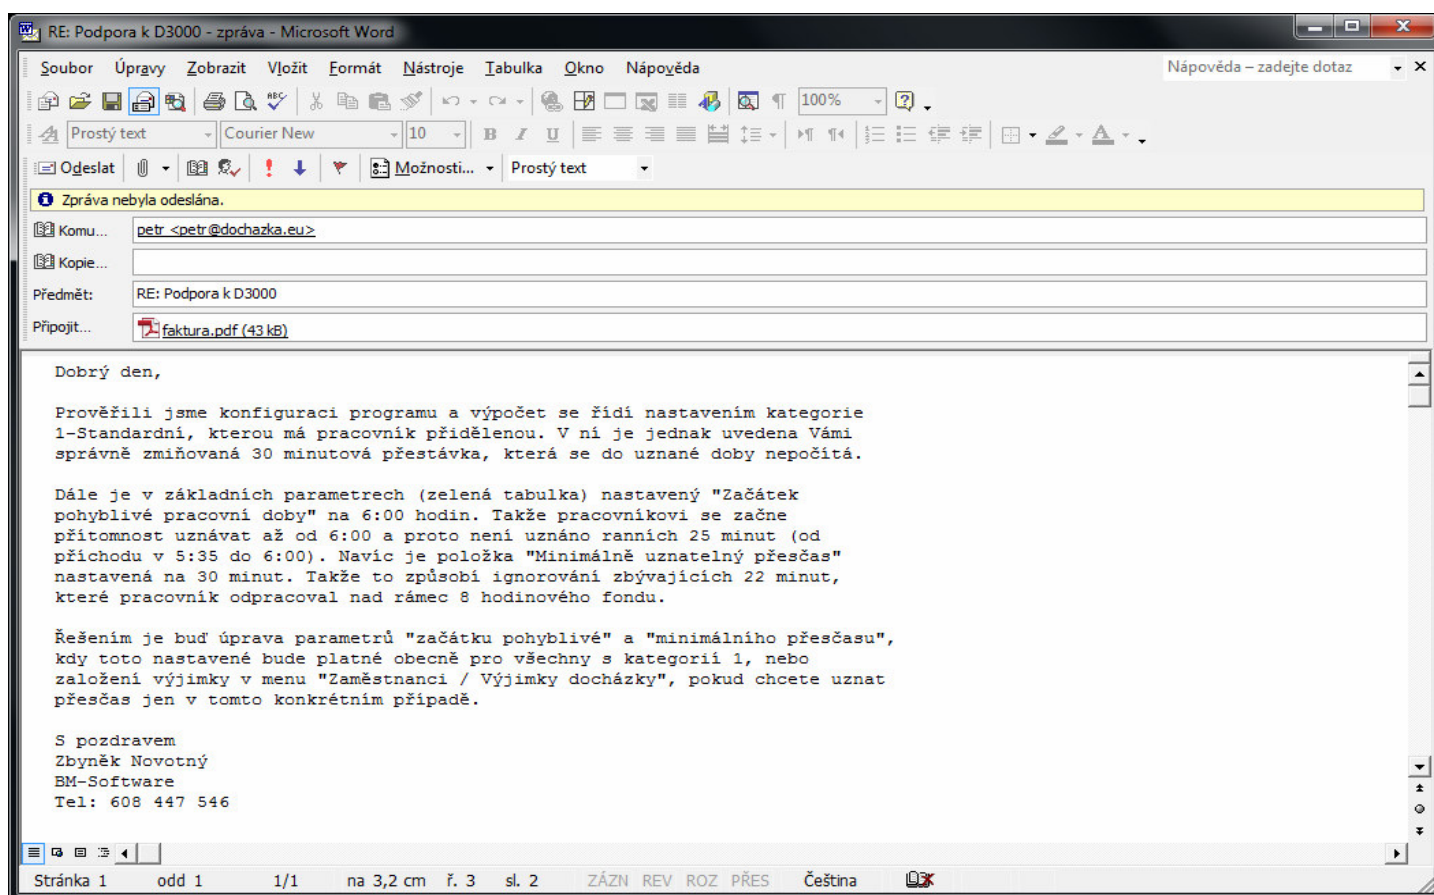 RE: Podpora k D3000 - zpráva - Microsoft Word
Soubor Úpravy Zobrazit Vložit Formát Nástroje Tabulka Okno Nápověda Nápověda – zadejte dotaz
100%
Prostý text Courier New 10 B I U
Odeslat Možnosti... Prostý text
Zpráva nebyla odeslána.
Komu... petr <petr@dochazka.eu>
Kopie...
Předmět: RE: Podpora k D3000
Připojit... faktura.pdf (43 kB)
Dobrý den,
Prověřili jsme konfiguraci programu a výpočet se řídí nastavením kategorie
1-Standardní, kterou má pracovník přidělenou. V ní je jednak uvedena Vámi
správně zmiňovaná 30 minutová přestávka, která se do uznané doby nepočítá.
Dále je v základních parametrech (zelená tabulka) nastavený "Začátek
pohyblivé pracovní doby" na 6:00 hodin. Takže pracovníkovi se začne
přítomnost uznávat až od 6:00 a proto není uznáno ranních 25 minut (od
příchodu v 5:35 do 6:00). Navíc je položka "Minimálně uznatelný přesčas"
nastavená na 30 minut. Takže to způsobí ignorování zbývajících 22 minut,
které pracovník odpracoval nad rámec 8 hodinového fondu.
Řešením je buď úprava parametrů "začátku pohyblivé" a "minimálního přesčasu",
kdy toto nastavené bude platné obecně pro všechny s kategorií 1, nebo
založení výjimky v menu "Zaměstnanci / Výjimky docházky", pokud chcete uznat
přesčas jen v tomto konkrétním případě.
S pozdravem
Zbyněk Novotný
BM-Software
Tel: 608 447 546
Stránka 1 odd 1 1/1 na 3,2 cm ř. 3 sl. 2 ZÁZN REV ROZ PŘES Čeština